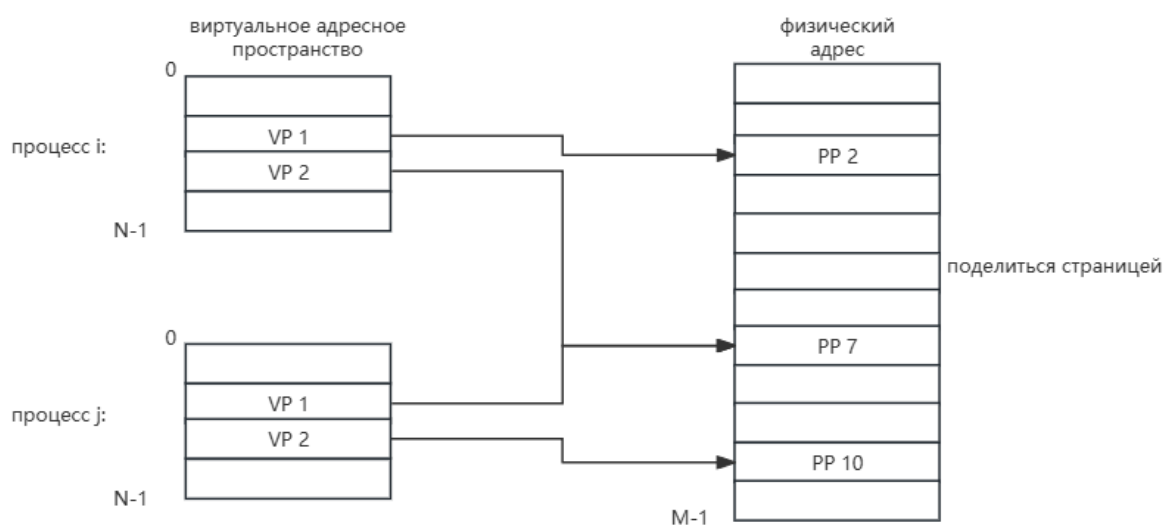 виртуальное адресное
пространство
физический
адрес
0
процесс i:
VP 1
VP 2
N-1
PP 2
поделиться страницей
0
PP 7
процесс j:
VP 1
VP 2
N-1
PP 10
M-1